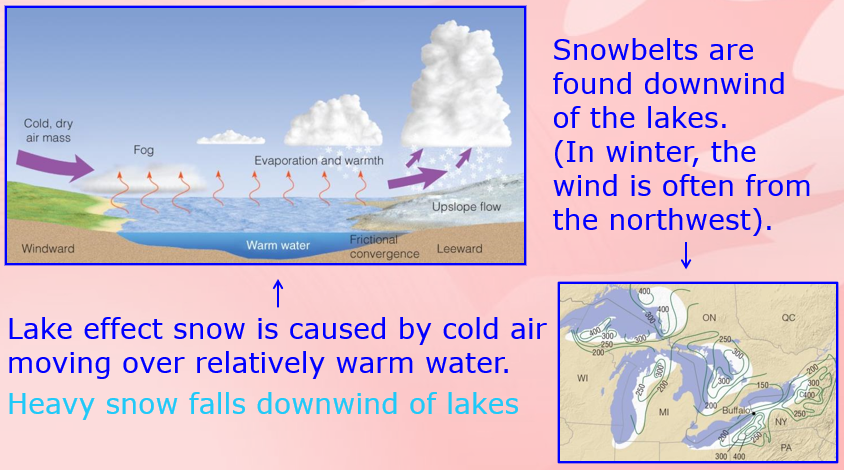 Cold, dry
air mass
Fog
Evaporation and warmth
Upslope flow
Windward
Warm water
Frictional
convergence
Leeward
Snowbelts are
found downwind
of the lakes.
(In winter, the
wind is often from
the northwest).
Lake effect snow is caused by cold air
moving over relatively warm water.
Heavy snow falls downwind of lakes
400
400
300
ON
QC
400
300
250
200
300
250
300
WI
300
250
200
300
200
150
MI
Buffalo
200
300
400
250
NY
200
250
PA
300 400